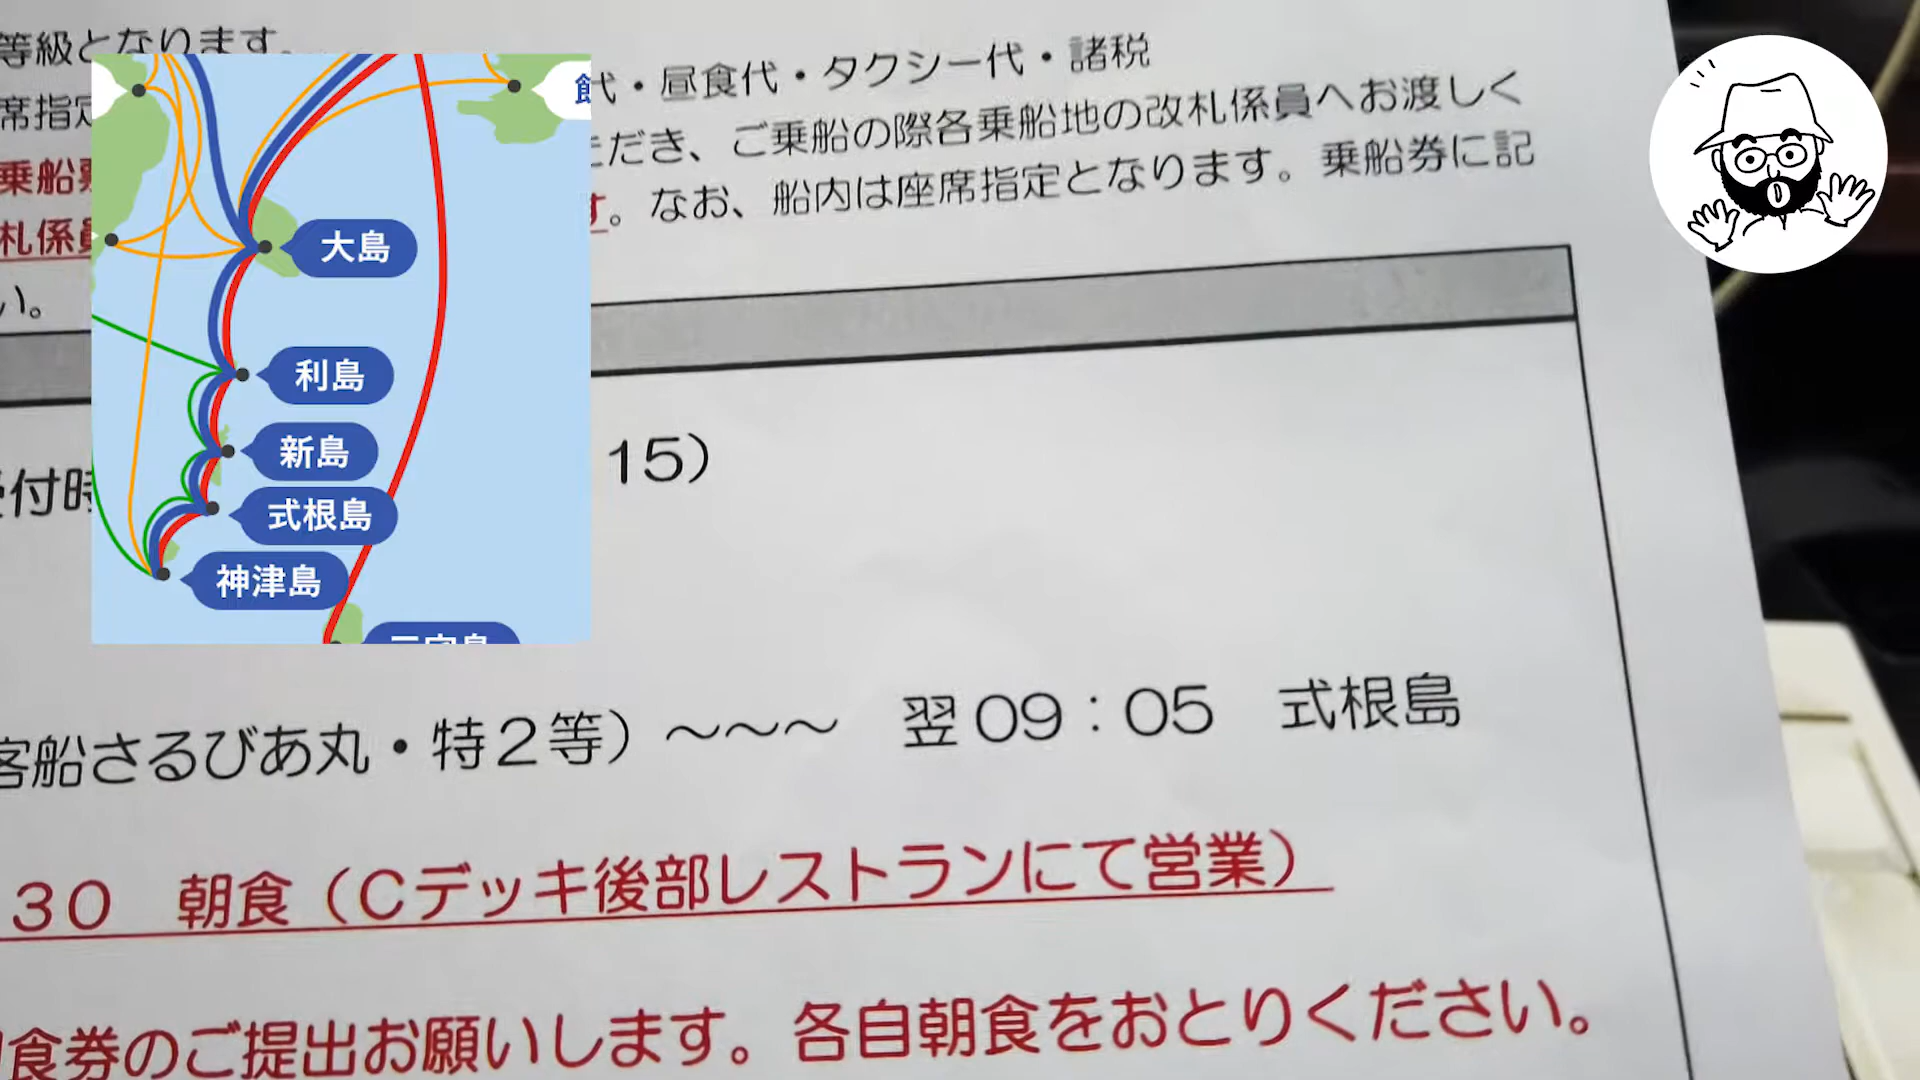 等級となります。
代・昼食代・タクシー代・諸税
席指定
ただき、ご乗船の際各乗船地の改札係員へお渡しく
乗船券
す。なお、船内は座席指定となります。乗船券に記
札係員
い。
大島
利島
新島
式根島
神津島
受付時
15）
客船さるびあ丸・特２等）～～～　翌09：05　式根島
30　朝食（Cデッキ後部レストランにて営業）
食券のご提出お願いします。各自朝食をおとりください。